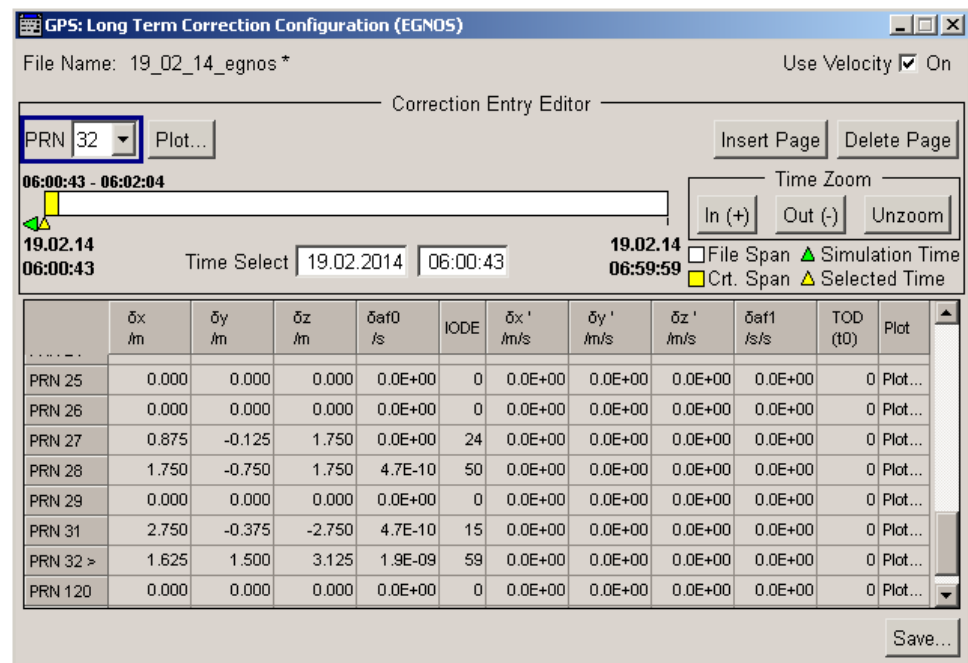 GPS: Long Term Correction Configuration (EGNOS)
File Name: 19_02_14_egnos * Use Velocity On
Correction Entry Editor
PRN 32 Plot... Insert Page Delete Page
06:00:43 - 06:02:04 Time Zoom
In (+) Out (-) Unzoom
19.02.14 19.02.14 File Span Simulation Time
06:00:43 Time Select 19.02.2014 06:00:43 06:59:59 Crt. Span Selected Time
δx δy δz δaf0 IODE δx ' δy ' δz ' δaf1 TOD Plot
/m /m /m /s /m/s /m/s /m/s /s/s (t0)
PRN 25 0.000 0.000 0.000 0.0E+00 0 0.0E+00 0.0E+00 0.0E+00 0.0E+00 0 Plot...
PRN 26 0.000 0.000 0.000 0.0E+00 0 0.0E+00 0.0E+00 0.0E+00 0.0E+00 0 Plot...
PRN 27 0.875 -0.125 1.750 0.0E+00 24 0.0E+00 0.0E+00 0.0E+00 0.0E+00 0 Plot...
PRN 28 1.750 -0.750 1.750 4.7E-10 50 0.0E+00 0.0E+00 0.0E+00 0.0E+00 0 Plot...
PRN 29 0.000 0.000 0.000 0.0E+00 0 0.0E+00 0.0E+00 0.0E+00 0.0E+00 0 Plot...
PRN 31 2.750 -0.375 -2.750 4.7E-10 15 0.0E+00 0.0E+00 0.0E+00 0.0E+00 0 Plot...
PRN 32 > 1.625 1.500 3.125 1.9E-09 59 0.0E+00 0.0E+00 0.0E+00 0.0E+00 0 Plot...
PRN 120 0.000 0.000 0.000 0.0E+00 0 0.0E+00 0.0E+00 0.0E+00 0.0E+00 0 Plot...
Save...